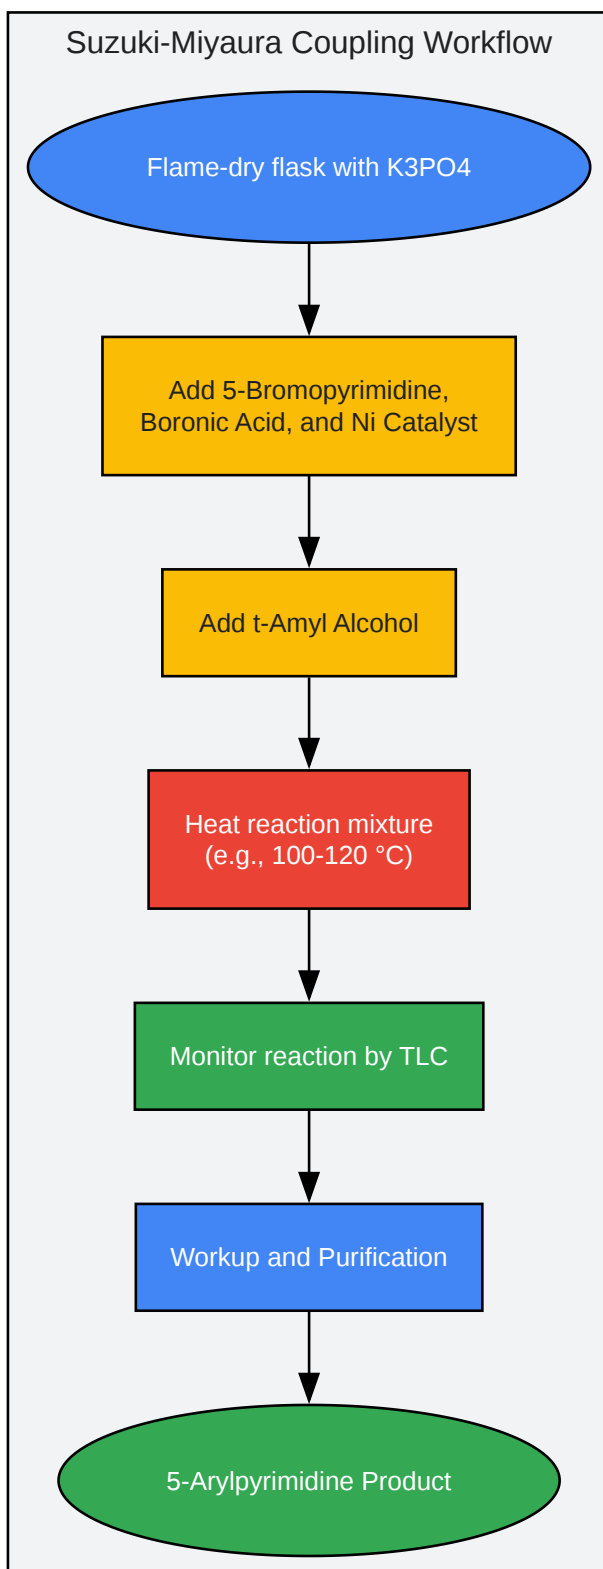 Suzuki-Miyaura Coupling Workflow
Flame-dry flask with K3PO4
Add 5-Bromopyrimidine,
Boronic Acid, and Ni Catalyst
Add t-Amyl Alcohol
Heat reaction mixture
(e.g., 100-120 °C)
Monitor reaction by TLC
Workup and Purification
5-Arylpyrimidine Product